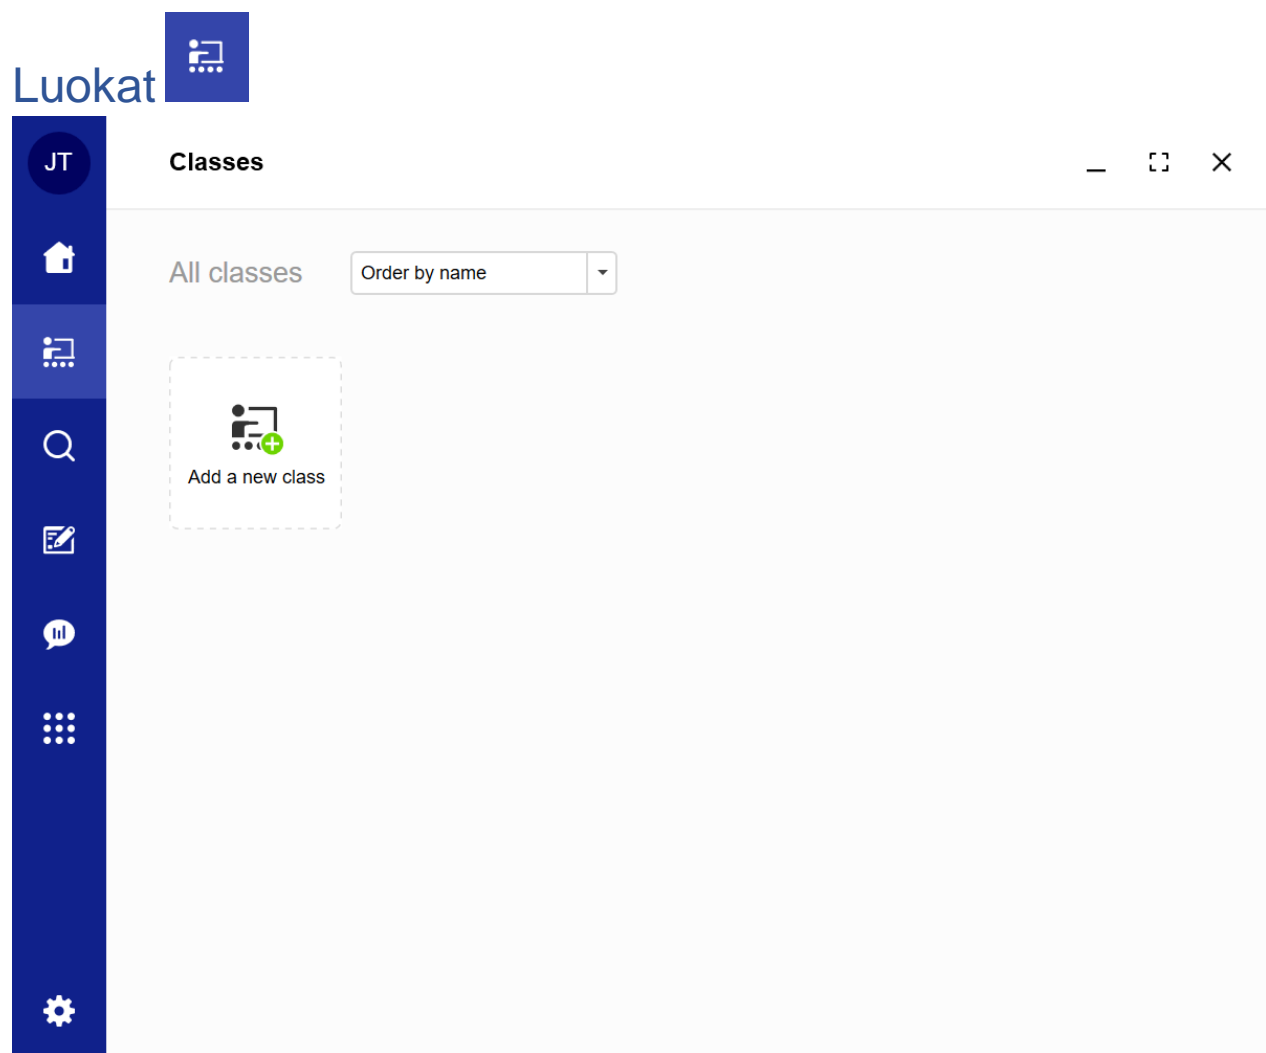 Luokat
JT
Classes
All classes
Order by name
Add a new class